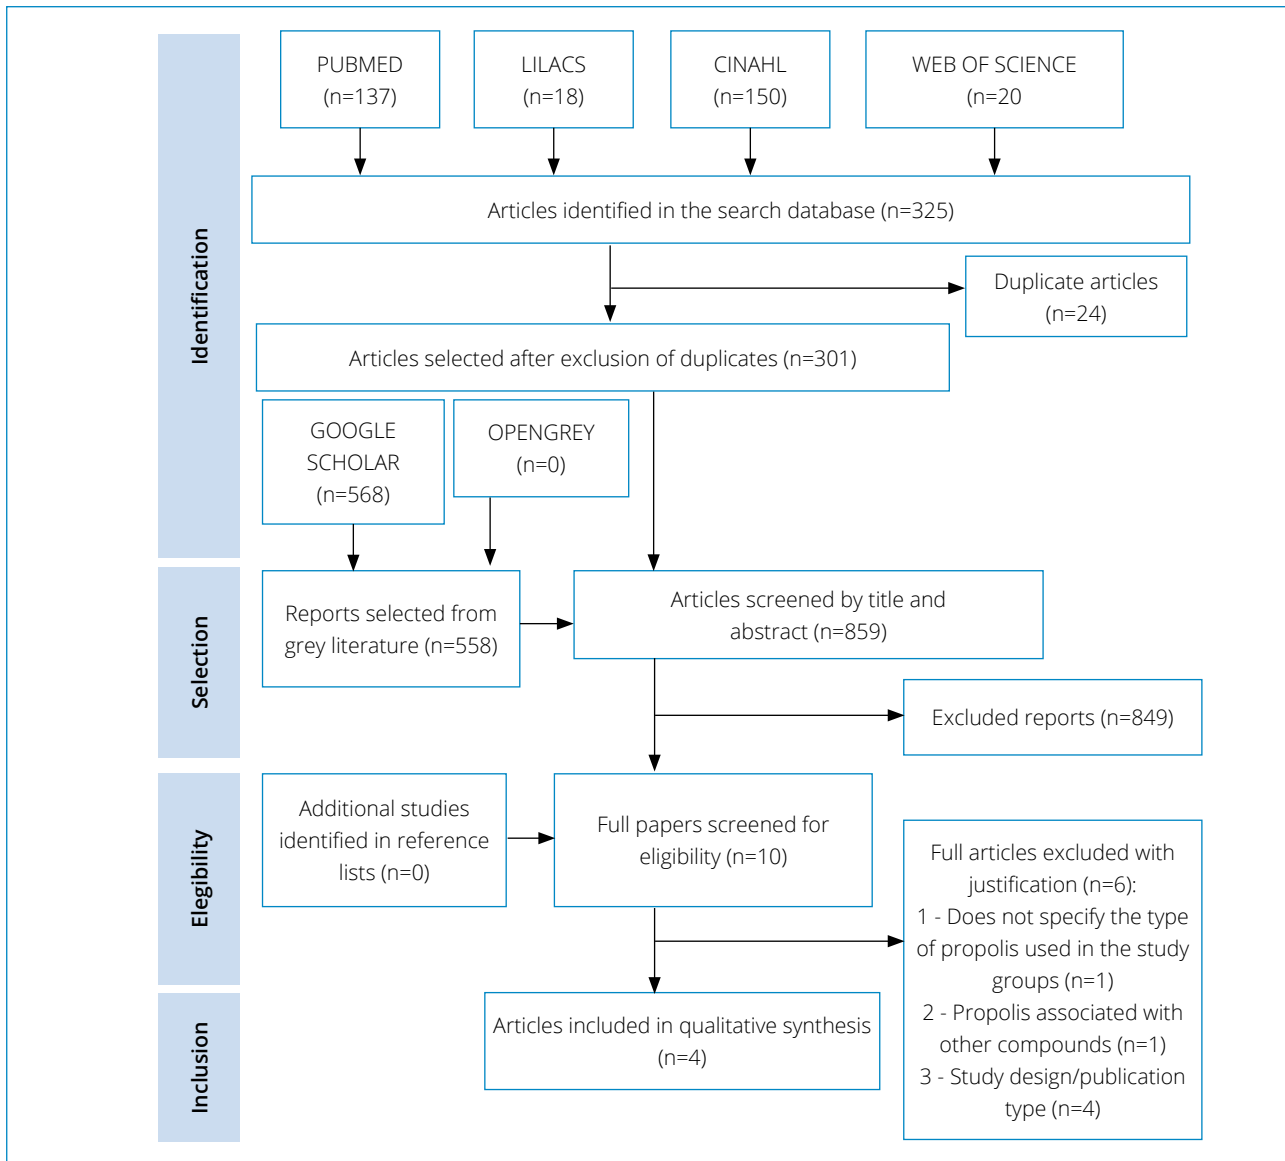 Identification
PUBMED
(n=137)
LILACS
(n=18)
CINAHL
(n=150)
WEB OF SCIENCE
(n=20
Articles identified in the search database (n=325)
Duplicate articles
(n=24)
Articles selected after exclusion of duplicates (n=301)
GOOGLE
SCHOLAR
(n=568)
OPENGREY
(n=0)
Selection
Reports selected from
grey literature (n=558)
Articles screened by title and
abstract (n=859)
Excluded reports (n=849)
Elegibility
Additional studies
identified in reference
lists (n=0)
Full papers screened for
eligibility (n=10)
Full articles excluded with
justification (n=6):
1 - Does not specify the type
of propolis used in the study
groups (n=1)
2 - Propolis associated with
other compounds (n=1)
3 - Study design/publication
type (n=4)
Inclusion
Articles included in qualitative synthesis
(n=4)